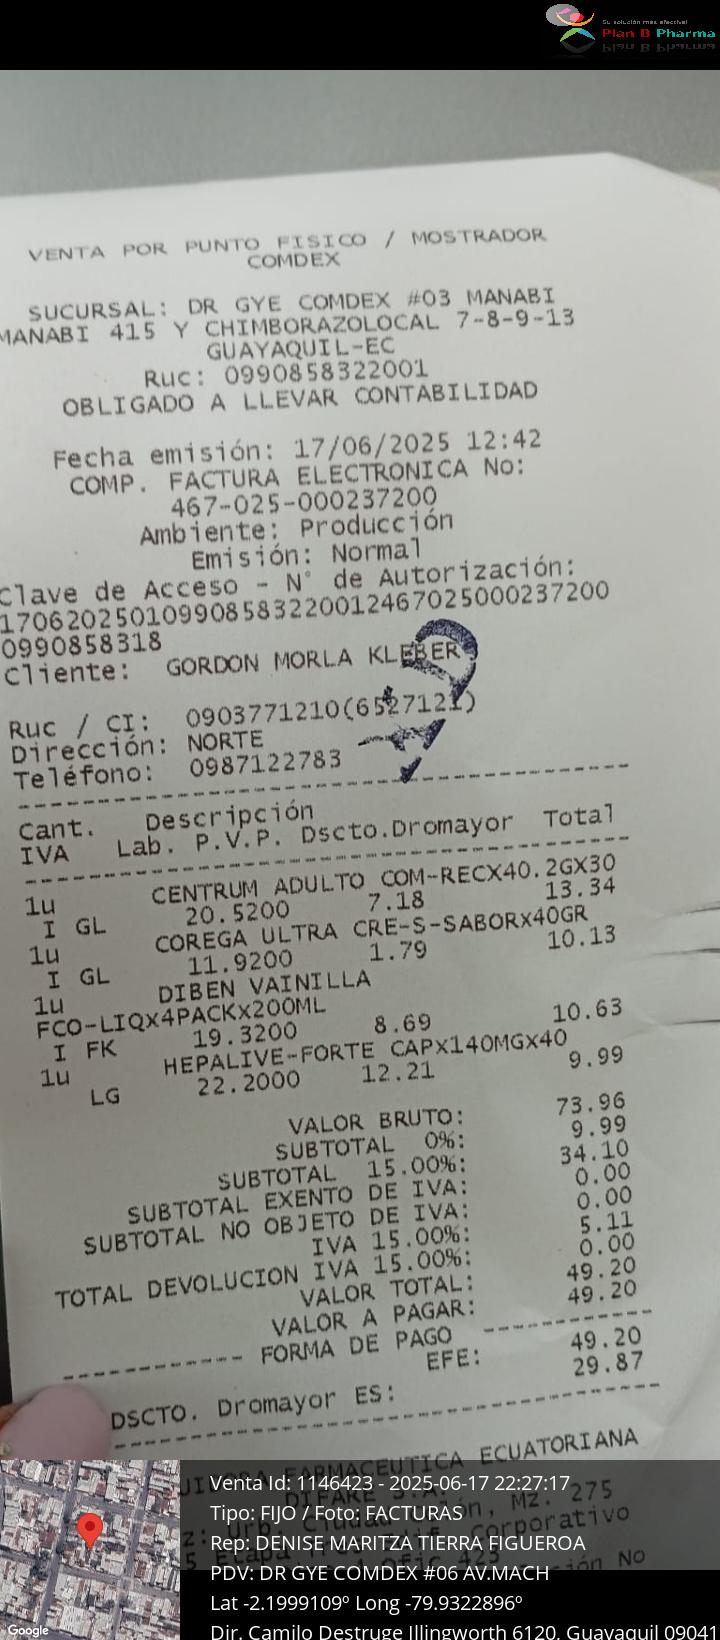 Su solución más efectiva!
Plan B Pharma
VENTA POR PUNTO FISICO / MOSTRADOR
COMDEX
SUCURSAL: DR GYE COMDEX #03 MANABI
MANABI 415 Y CHIMBORAZOLOCAL 7-8-9-13
GUAYAQUIL-EC
Ruc: 0990858322001
OBLIGADO A LLEVAR CONTABILIDAD
Fecha emisión: 17/06/2025 12:42
COMP. FACTURA ELECTRONICA No:
467-025-000237200
Ambiente: Producción
Emisión: Normal
Clave de Acceso - N° de Autorización:
170620250109908583220012467025000237200
0990858318
Cliente: GORDON MORLA KLEBER
Ruc / CI: 0903771210(6527121)
Dirección: NORTE
Teléfono: 0987122783
Cant. Descripción
IVA Lab. P.V.P. Dscto.Dromayor Total
1u CENTRUM ADULTO COM-RECX40.2GX30
I GL 20.5200 7.18 13.34
1u COREGA ULTRA CRE-S-SABORX40GR
I GL 11.9200 1.79 10.13
1u DIBEN VAINILLA
FCO-LIQX4PACKX200ML
I FK 19.3200 8.69 10.63
1u HEPALIVE-FORTE CAPX140MGX40
LG 22.2000 12.21 9.99
VALOR BRUTO: 73.96
SUBTOTAL 0%: 9.99
SUBTOTAL 15.00%: 34.10
SUBTOTAL EXENTO DE IVA: 0.00
SUBTOTAL NO OBJETO DE IVA: 0.00
IVA 15.00%: 5.11
TOTAL DEVOLUCION IVA 15.00%: 0.00
VALOR TOTAL: 49.20
VALOR A PAGAR: 49.20
FORMA DE PAGO
EFE: 49.20
DSCTO. Dromayor ES: 29.87
FARMACEUTICA ECUATORIANA
Venta Id: 1146423 - 2025-06-17 22:27:17
Tipo: FIJO / Foto: FACTURAS
Rep: DENISE MARITZA TIERRA FIGUEROA
PDV: DR GYE COMDEX #06 AV.MACH
Lat -2.1999109º Long -79.9322896º
Dir. Camilo Destruge Illingworth 6120, Guayaquil 09041
Google